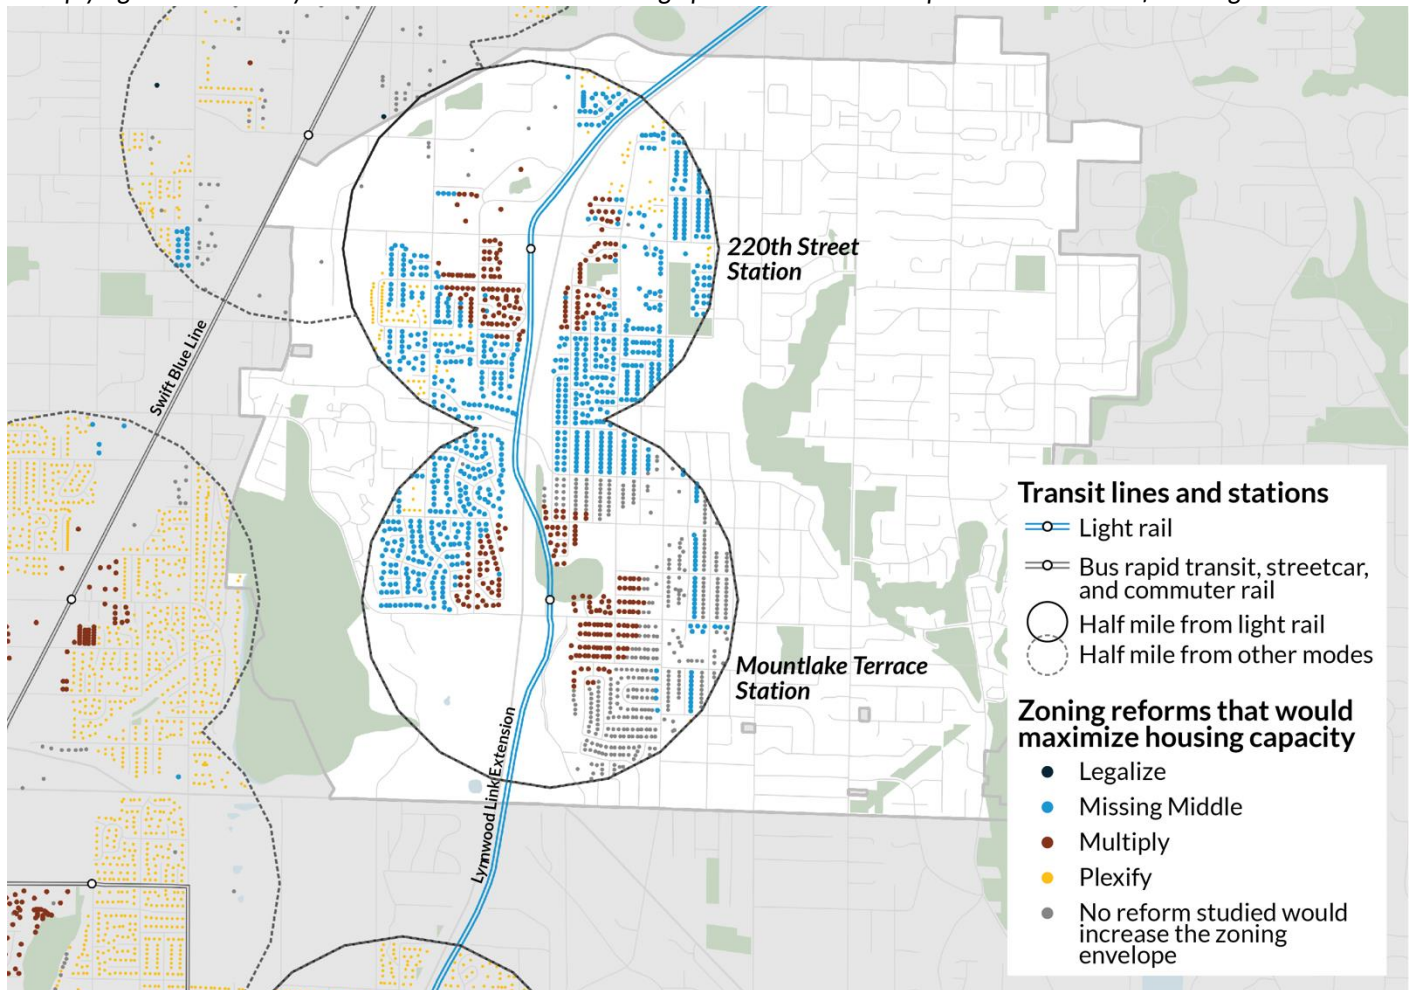 220th Street
Station
Swift Blue Line
Mountlake Terrace
Station
Lynnwood Link Extension
Transit lines and stations
Light rail
Bus rapid transit, streetcar,
and commuter rail
Half mile from light rail
Half mile from other modes
Zoning reforms that would
maximize housing capacity
Legalize
Missing Middle
Multiply
Plexify
No reform studied would
increase the zoning
envelope